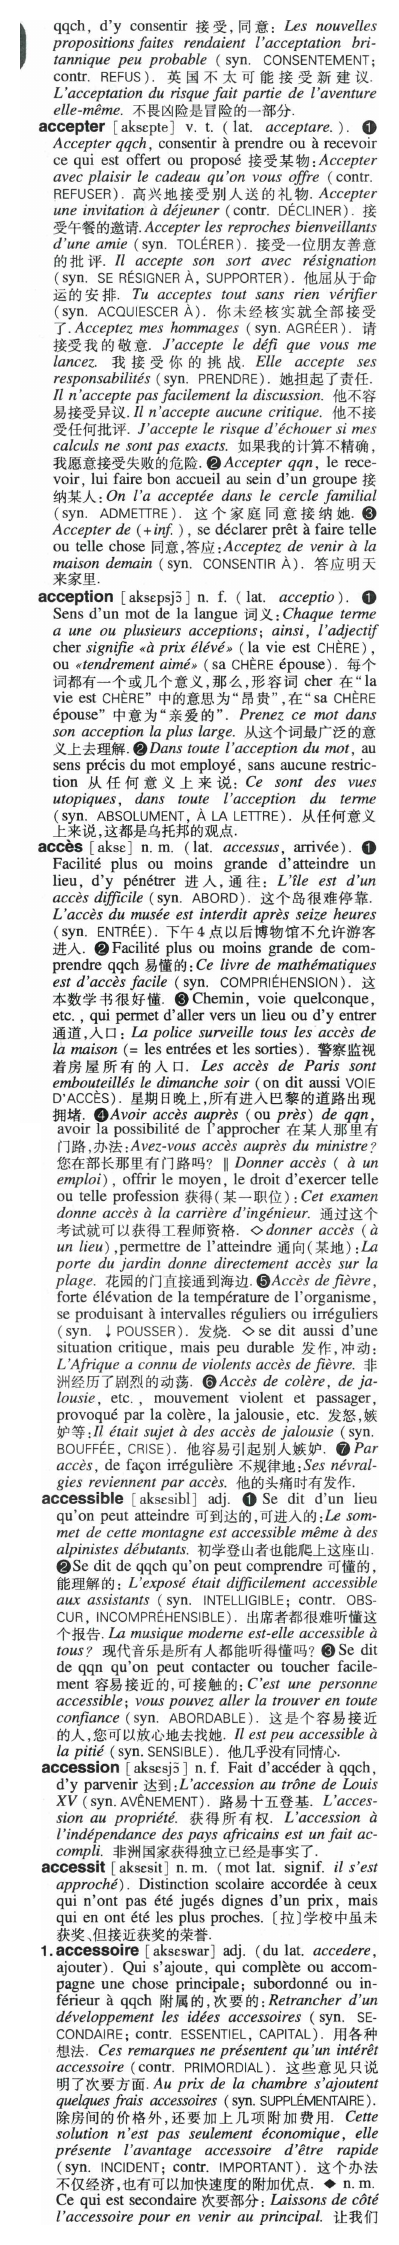 qqch, d'y consentir 接受,同意: Les nouvelles
propositions faites rendaient l'acceptation bri-
tannique peu probable (syn. CONSENTEMENT;
contr. REFUS). 英国不太可能接受新建议.
L'acceptation du risque fait partie de l'aventure
elle-même. 不畏凶险是冒险的一部分.
accepter [aksɛpte] v. t. (lat. acceptare.). ❶
Accepter qqch, consentir à prendre ou à recevoir
ce qui est offert ou proposé 接受某物:Accepter
avec plaisir le cadeau qu'on vous offre (contr.
REFUSER). 高兴地接受别人送的礼物. Accepter
une invitation à déjeuner (contr. DÉCLINER). 接
受午餐的邀请. Accepter les reproches bienveillants
d'une amie (syn. TOLÉRER). 接受一位朋友善意
的批评. Il accepte son sort avec résignation
(syn. SE RÉSIGNER À, SUPPORTER). 他屈从于命
运的安排. Tu acceptes tout sans rien vérifier
(syn. ACQUIESCER À). 你未经核实就全部接受
了. Acceptez mes hommages (syn. AGRÉER). 请
接受我的敬意. J'accepte le défi que vous me
lancez. 我接受你的挑战. Elle accepte ses
responsabilités (syn. PRENDRE). 她担起了责任.
Il n'accepte pas facilement la discussion. 他不容
易接受异议. Il n'accepte aucune critique. 他不接
受任何批评. J'accepte le risque d'échouer si mes
calculs ne sont pas exacts. 如果我的计算不精确,
我愿意接受失败的危险. ❷ Accepter qqn, le rece-
voir, lui faire bon accueil au sein d'un groupe 接
纳某人: On l'a acceptée dans le cercle familial
(syn. ADMETTRE). 这个家庭同意接纳她. ❸
Accepter de (+inf.), se déclarer prêt à faire telle
ou telle chose 同意,答应:Acceptez de venir à la
maison demain (syn. CONSENTIR À). 答应明天
来家里.
acception [aksɛpsjɔ̃] n. f. (lat. acceptio). ❶
Sens d'un mot de la langue 词义:Chaque terme
a une ou plusieurs acceptions; ainsi, l'adjectif
cher signifie «à prix élévé» (la vie est CHÈRE),
ou «tendrement aimé» (sa CHÈRE épouse). 每个
词都有一个或几个意义,那么,形容词 cher 在“la
vie est CHÈRE” 中的意思为“昂贵”,在“sa CHÈRE
épouse” 中意为“亲爱的”. Prenez ce mot dans
son acception la plus large. 从这个词最广泛的意
义上去理解. ❷ Dans toute l'acception du mot, au
sens précis du mot employé, sans aucune restric-
tion 从任何意义上来说: Ce sont des vues
utopiques, dans toute l'acception du terme
(syn. ABSOLUMENT, À LA LETTRE). 从任何意义
上来说,这都是乌托邦的观点.
accès [aksɛ] n. m. (lat. accessus, arrivée). ❶
Facilité plus ou moins grande d'atteindre un
lieu, d'y pénétrer 进入,通往: L'île est d'un
accès difficile (syn. ABORD). 这个岛很难停靠.
L'accès du musée est interdit après seize heures
(syn. ENTRÉE). 下午4点以后博物馆不允许游客
进入. ❷ Facilité plus ou moins grande de com-
prendre qqch 易懂的:Ce livre de mathématiques
est d'accès facile (syn. COMPRIÉHENSION). 这
本数学书很好懂. ❸ Chemin, voie quelconque,
etc., qui permet d'aller vers un lieu ou d'y entrer
通道,入口: La police surveille tous les accès de
la maison (= les entrées et les sorties). 警察监视
着房屋所有的人口. Les accès de Paris sont
embouteillés le dimanche soir (on dit aussi VOIE
D'ACCÈS). 星期日晚上,所有进入巴黎的道路出现
拥堵. ❹ Avoir accès auprès (ou près) de qqn,
avoir la possibilité de l'approcher 在某人那里有
门路,办法:Avez-vous accès auprès du ministre?
您在部长那里有门路吗? ‖ Donner accès (à un
emploi), offrir le moyen, le droit d'exercer telle
ou telle profession 获得(某一职位):Cet examen
donne accès à la carrière d'ingénieur. 通过这个
考试就可以获得工程师资格. ◇donner accès (à
un lieu),permettre de l'atteindre 通向(某地):La
porte du jardin donne directement accès sur la
plage. 花园的门直接通到海边. ❺ Accès de fièvre,
forte élévation de la température de l'organisme,
se produisant à intervalles réguliers ou irréguliers
(syn. ↓POUSSER). 发烧. ◇se dit aussi d'une
situation critique, mais peu durable 发作,冲动:
L'Afrique a connu de violents accès de fièvre. 非
洲经历了剧烈的动荡. ❻ Accès de colère, de ja-
lousie, etc., mouvement violent et passager,
provoqué par la colère, la jalousie, etc. 发怒,嫉
妒等:Il était sujet à des accès de jalousie (syn.
BOUFFÉE, CRISE). 他容易引起别人嫉妒. ❼ Par
accès, de façon irrégulière 不规律地:Ses névral-
gies reviennent par accès. 他的头痛时有发作.
accessible [aksɛsibl] adj. ❶ Se dit d'un lieu
qu'on peut atteindre 可到达的,可进入的:Le som-
met de cette montagne est accessible même à des
alpinistes débutants. 初学登山者也能爬上这座山.
❷ Se dit de qqch qu'on peut comprendre 可懂的,
能理解的: L'exposé était difficilement accessible
aux assistants (syn. INTELLIGIBLE; contr. OBS-
CUR, INCOMPRÉHENSIBLE). 出席者都很难听懂这
个报告. La musique moderne est-elle accessible à
tous? 现代音乐是所有人都能听得懂吗? ❸ Se dit
de qqn qu'on peut contacter ou toucher facile-
ment 容易接近的,可接触的: C'est une personne
accessible; vous pouvez aller la trouver en toute
confiance (syn. ABORDABLE). 这是个容易接近
的人,您可以放心地去找她. Il est peu accessible à
la pitié (syn. SENSIBLE). 他几乎没有同情心.
accession [aksɛsjɔ̃] n. f. Fait d'accéder à qqch,
d'y parvenir 达到:L'accession au trône de Louis
XV (syn. AVÈNEMENT). 路易十五登基. L'acces-
sion au propriété. 获得所有权. L'accession à
l'indépendance des pays africains est un fait ac-
compli. 非洲国家获得独立已经是事实了.
accessit [aksɛsit] n. m. (mot lat. signif. il s'est
approché). Distinction scolaire accordée à ceux
qui n'ont pas été jugés dignes d'un prix, mais
qui en ont été les plus proches. 〔拉〕学校中虽未
获奖、但接近获奖的荣誉.
1. accessoire [aksɛswar] adj. (du lat. accedere,
ajouter). Qui s'ajoute, qui complète ou accom-
pagne une chose principale; subordonné ou in-
férieur à qqch 附属的,次要的: Retrancher d'un
développement les idées accessoires (syn. SE-
CONDAIRE; contr. ESSENTIEL, CAPITAL). 用各种
想法. Ces remarques ne présentent qu'un intérêt
accessoire (contr. PRIMORDIAL). 这些意见只说
明了次要方面. Au prix de la chambre s'ajoutent
quelques frais accessoires (syn. SUPPLÉMENTAIRE).
除房间的价格外,还要加上几项附加费用. Cette
solution n'est pas seulement économique, elle
présente l'avantage accessoire d'être rapide
(syn. INCIDENT; contr. IMPORTANT). 这个办法
不仅经济,也有可以加快速度的附加优点. ◆ n. m.
Ce qui est secondaire 次要部分: Laissons de côté
l'accessoire pour en venir au principal. 让我们